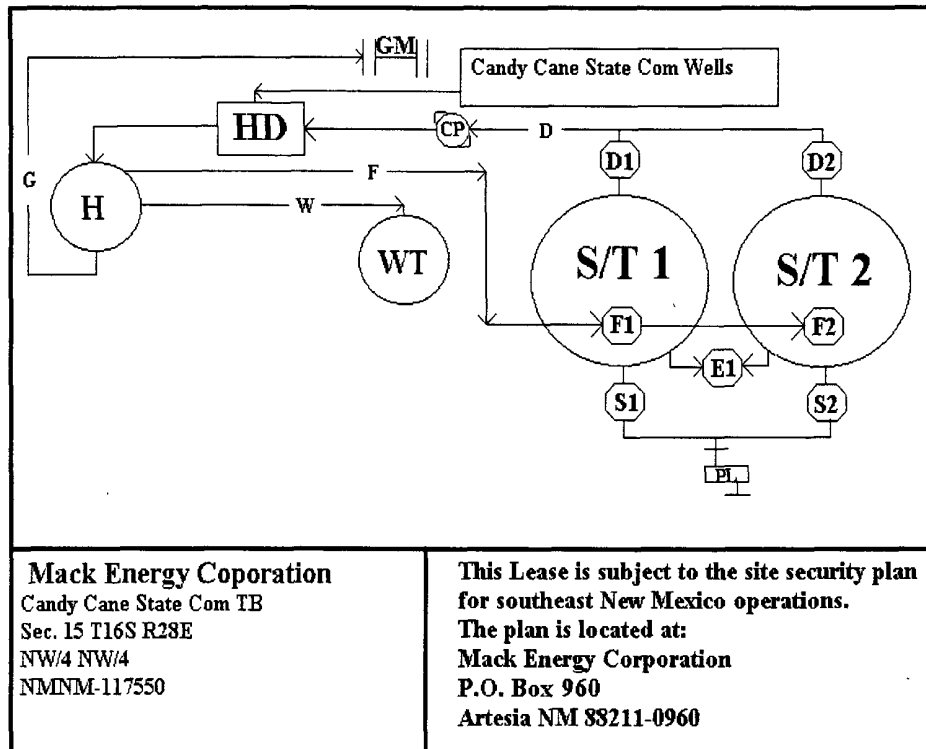 GM
Candy Cane State Com Wells
HD
CP
D
D1
D2
G
H
F
W
WT
S/T 1
S/T 2
F1
F2
E1
S1
S2
PL
Mack Energy Coporation
Candy Cane State Com TB
Sec. 15 T16S R28E
NW/4 NW/4
NMNM-117550
This Lease is subject to the site security plan
for southeast New Mexico operations.
The plan is located at:
Mack Energy Corporation
P.O. Box 960
Artesia NM 88211-0960